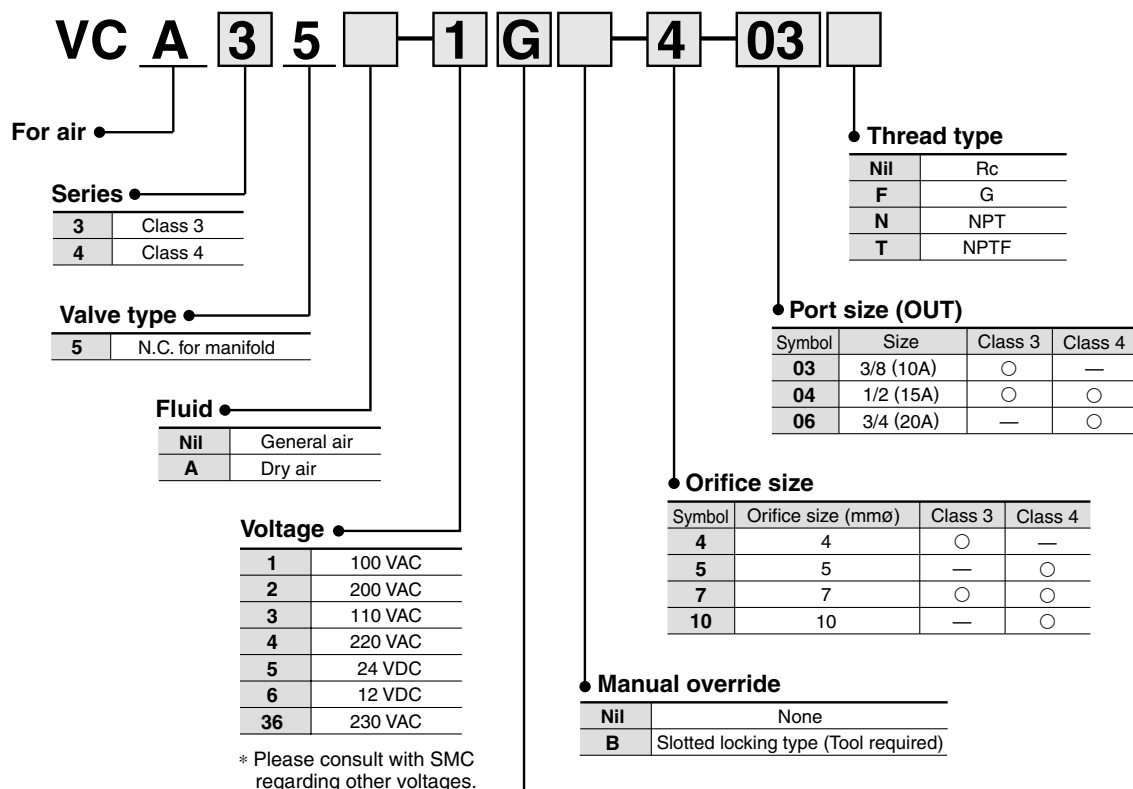 VC A 3 5 - 1 G - 4 - 03
For air
Series
3 Class 3
4 Class 4
Valve type
5 N.C. for manifold
Fluid
Nil General air
A Dry air
Voltage
1 100 VAC
2 200 VAC
3 110 VAC
4 220 VAC
5 24 VDC
6 12 VDC
36 230 VAC
* Please consult with SMC
regarding other voltages.
Thread type
Nil Rc
F G
N NPT
T NPTF
Port size (OUT)
Symbol Size Class 3 Class 4
03 3/8 (10A) ○ —
04 1/2 (15A) ○ ○
06 3/4 (20A) — ○
Orifice size
Symbol Orifice size (mmø) Class 3 Class 4
4 4 ○ —
5 5 — ○
7 7 ○ ○
10 10 — ○
Manual override
Nil None
B Slotted locking type (Tool required)